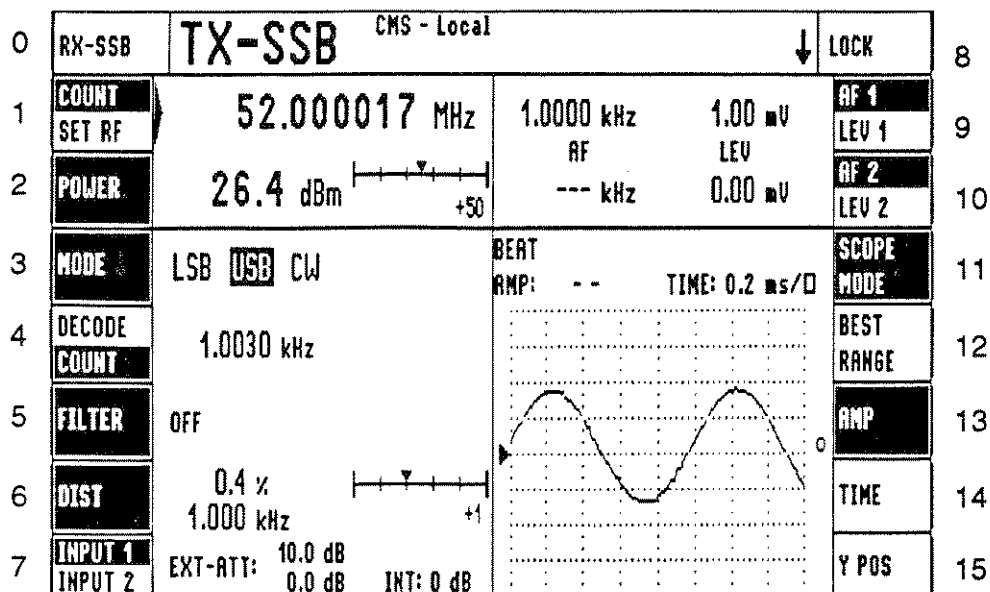 0 RX-SSB TX-SSB CMS - Local ↓ LOCK 8
1 COUNT 52.000017 MHz 1.0000 kHz 1.00 mV AF 1 9
SET RF AF LEV LEV 1
2 POWER 26.4 dBm +50 --- kHz 0.00 mV AF 2 10
LEV 2
3 MODE LSB USB CW BEAT SCOPE 11
AMP: -- TIME: 0.2 ms/□ MODE
4 DECODE 1.0030 kHz BEST 12
COUNT RANGE
5 FILTER OFF AMP 13
0
6 DIST 0.4 % +1 TIME 14
1.000 kHz
7 INPUT 1 EXT-ATT: 10.0 dB Y POS 15
INPUT 2 0.0 dB INT: 0 dB